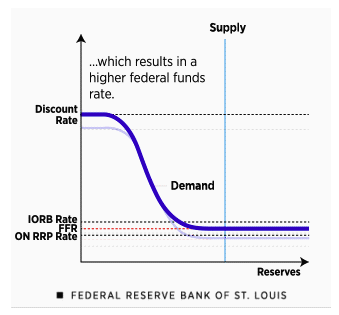 Supply
...which results in a
higher federal funds
rate.
Discount
Rate
Demand
IORB Rate
FFR
ON RRP Rate
Reserves
FEDERAL RESERVE BANK OF ST. LOUIS